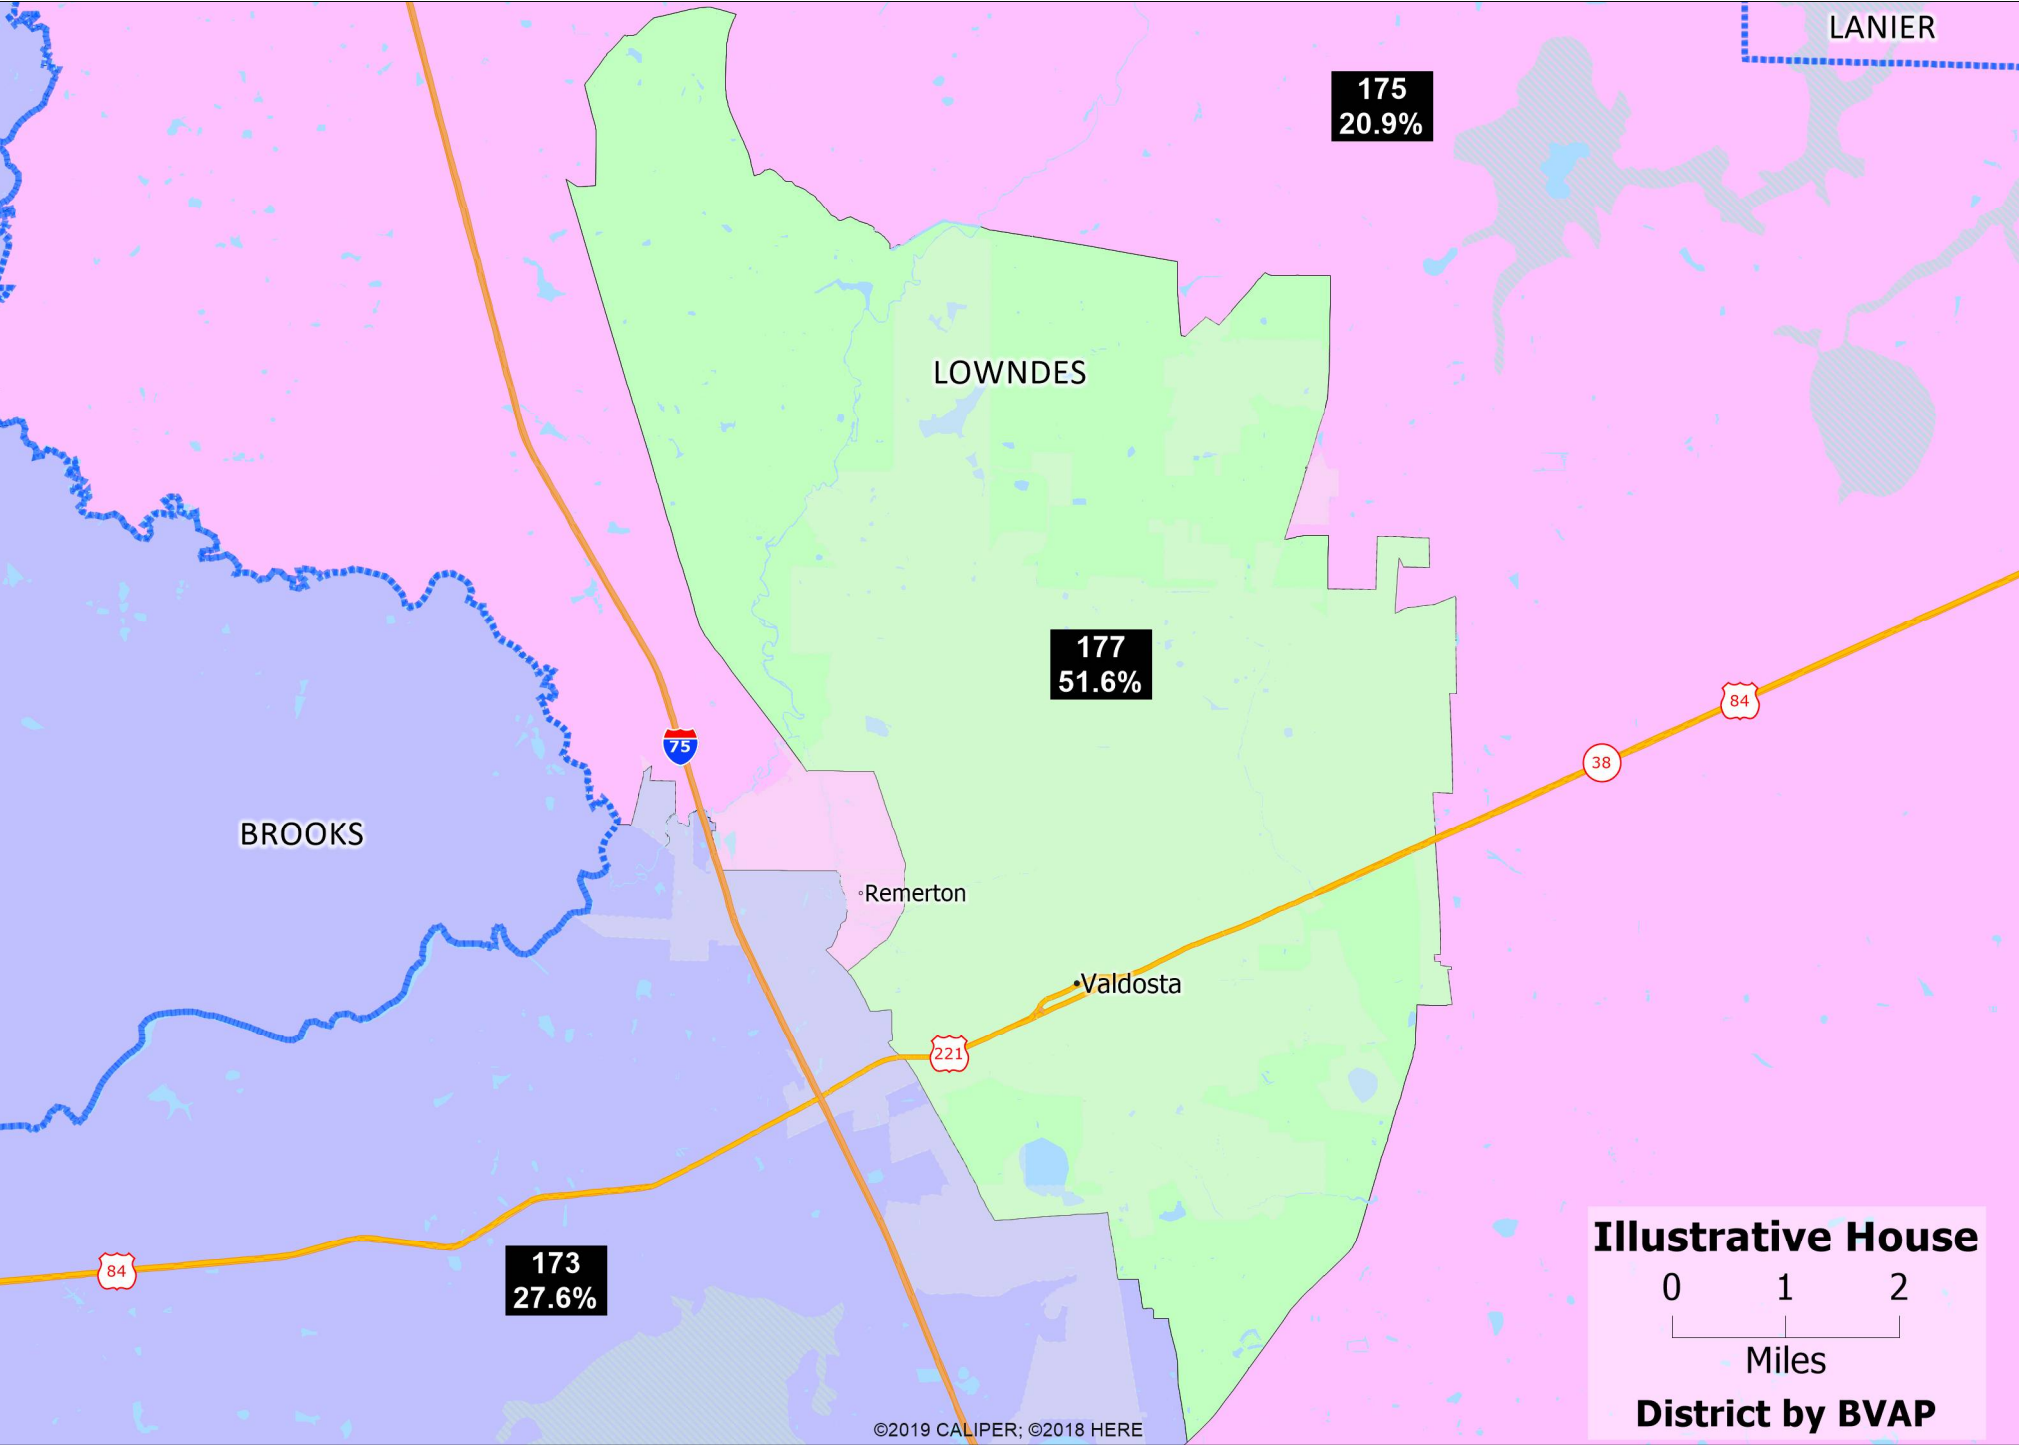 LANIER
175
20.9%
LOWNDES
177
51.6%
84
38
75
BROOKS
Remerton
Valdosta
221
84
173
27.6%
Illustrative House
0 1 2
Miles
District by BVAP
©2019 CALIPER; ©2018 HERE